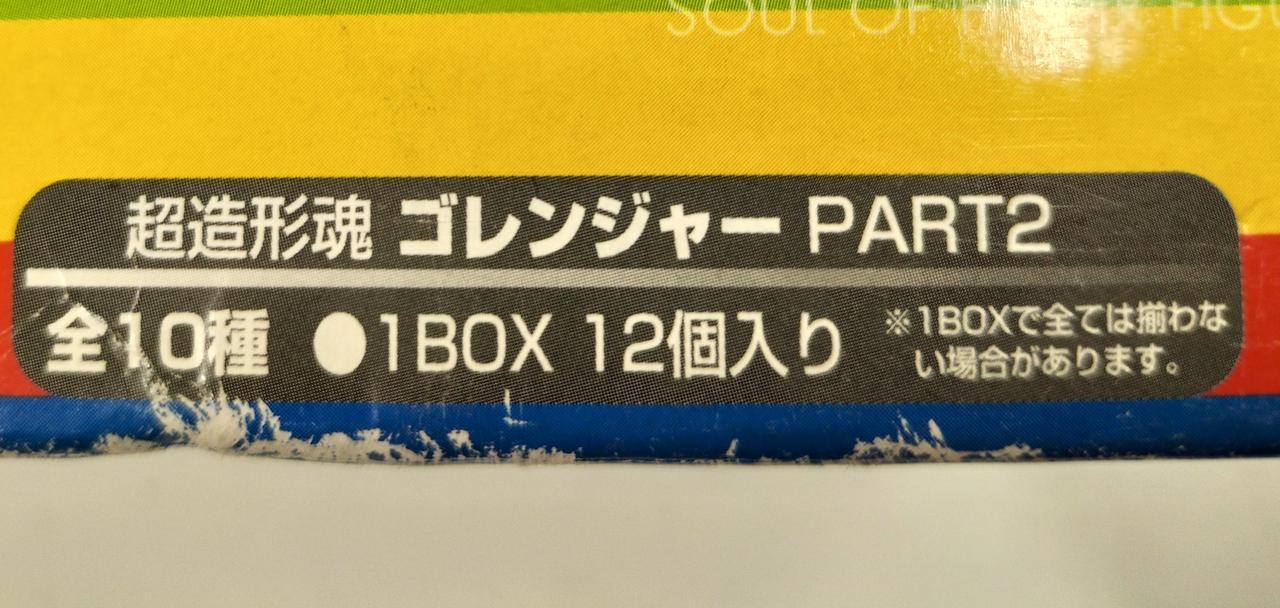 SOUL OF
超造形魂 ゴレンジャー PART2
全10種 ●1BOX 12個入り ※1BOXで全ては揃わな
い場合があります。